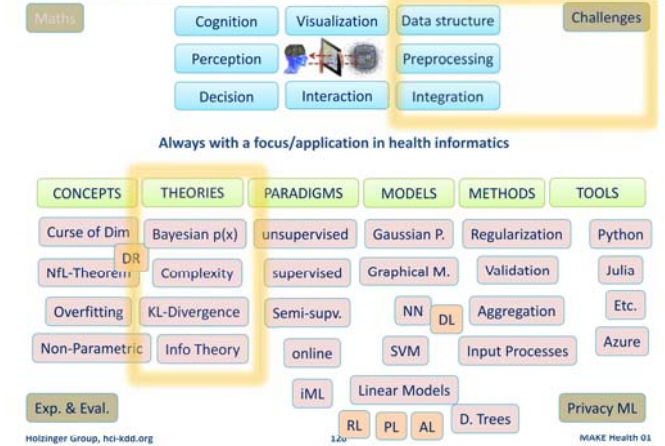 Maths
Cognition Visualization Data structure Challenges
Perception Preprocessing
Decision Interaction Integration
Always with a focus/application in health informatics
CONCEPTS THEORIES PARADIGMS MODELS METHODS TOOLS
Curse of Dim Bayesian p(x) unsupervised Gaussian P. Regularization Python
DR
NfL-Theorem Complexity supervised Graphical M. Validation Julia
Overfitting KL-Divergence Semi-supv. NN DL Aggregation Etc.
Non-Parametric Info Theory online SVM Input Processes Azure
iML Linear Models
Exp. & Eval. RL PL AL D. Trees Privacy ML
Holzinger Group, hci-kdd.org 120 MAKE Health 01